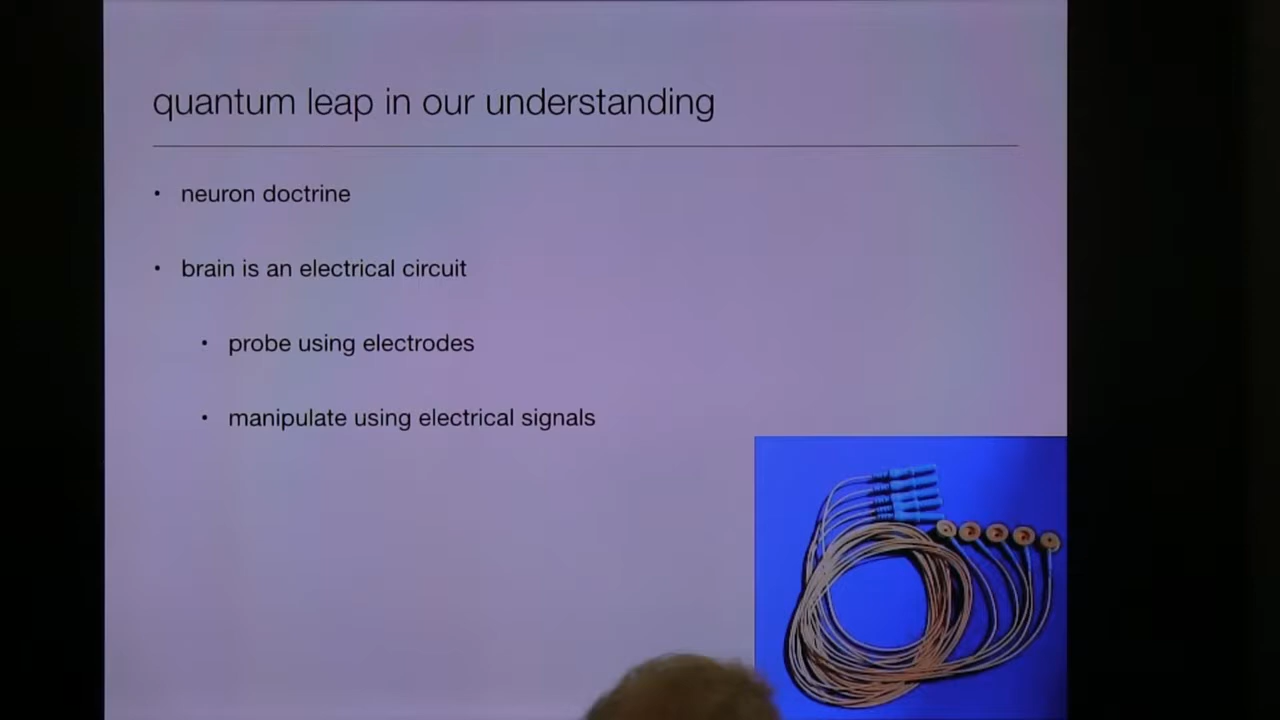 quantum leap in our understanding
• neuron doctrine
• brain is an electrical circuit
• probe using electrodes
• manipulate using electrical signals